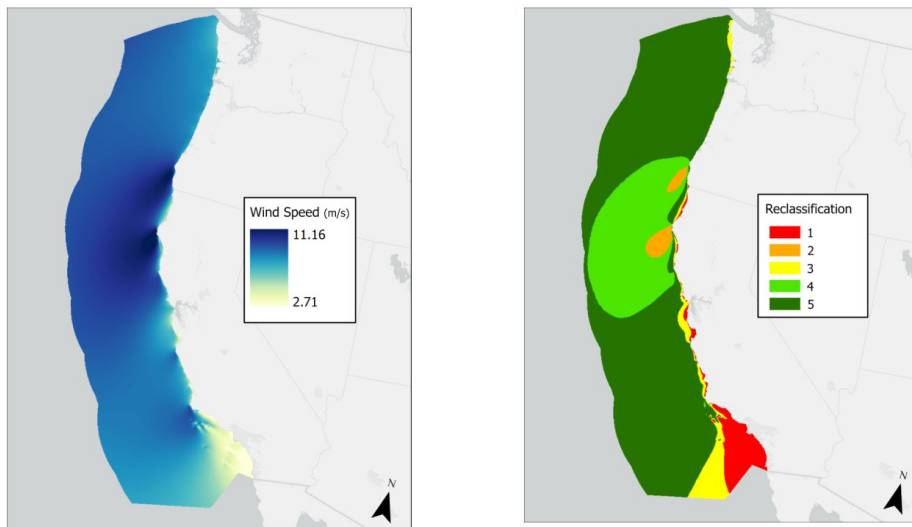 Wind Speed (m/s)
11.16
2.71
N
Reclassification
1
2
3
4
5
N